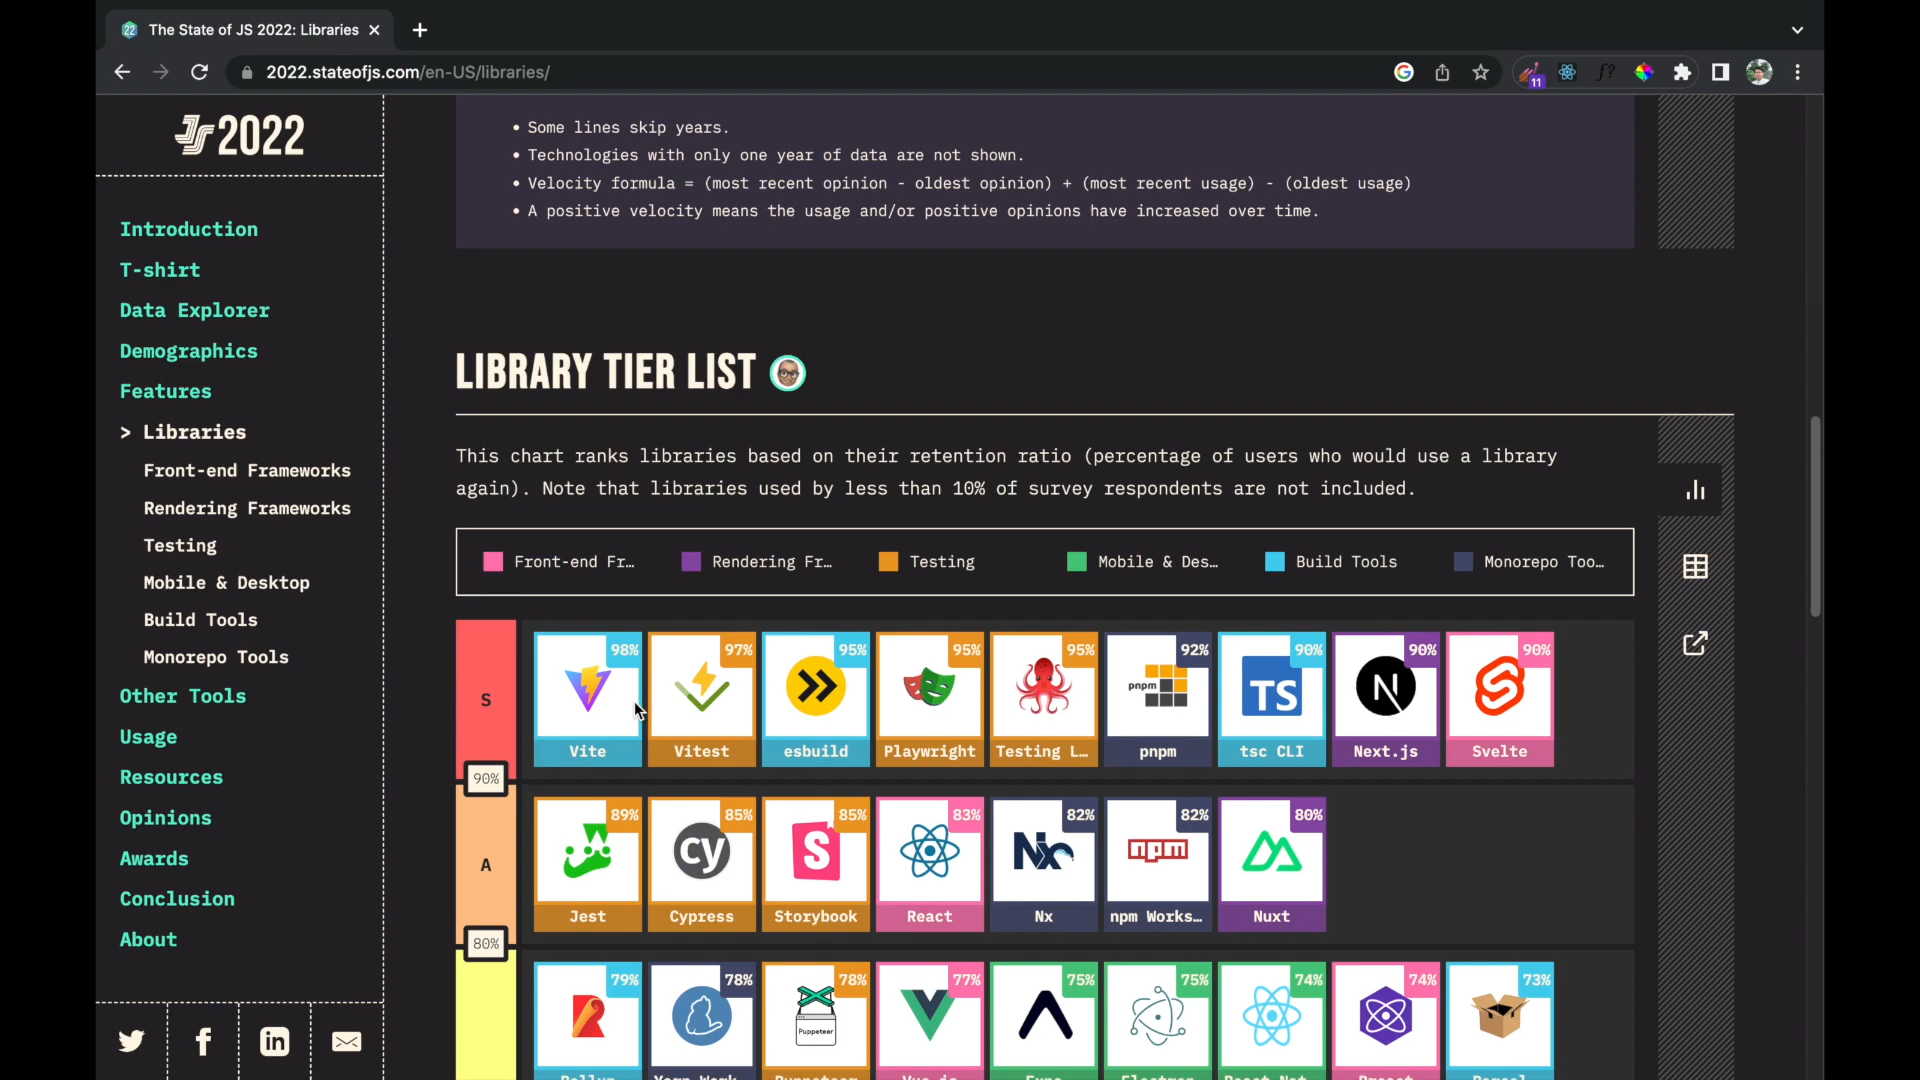 The State of JS 2022: Libraries
2022.stateofjs.com/en-US/libraries/
11
JS 2022
Introduction
T-shirt
Data Explorer
Demographics
Features
> Libraries
Front-end Frameworks
Rendering Frameworks
Testing
Mobile & Desktop
Build Tools
Monorepo Tools
Other Tools
Usage
Resources
Opinions
Awards
Conclusion
About
• Some lines skip years.
• Technologies with only one year of data are not shown.
• Velocity formula = (most recent opinion - oldest opinion) + (most recent usage) - (oldest usage)
• A positive velocity means the usage and/or positive opinions have increased over time.
LIBRARY TIER LIST
This chart ranks libraries based on their retention ratio (percentage of users who would use a library
again). Note that libraries used by less than 10% of survey respondents are not included.
Front-end Fr… Rendering Fr… Testing Mobile & Des… Build Tools Monorepo Too…
98% 97% 95% 95% 95% 92% 90% 90% 90%
S
pnpm TS N
Vite Vitest esbuild Playwright Testing L… pnpm tsc CLI Next.js Svelte
90%
89% 85% 85% 83% 82% 82% 80%
A
cy S Nx npm
Jest Cypress Storybook React Nx npm Works… Nuxt
80%
79% 78% 78% 77% 75% 75% 74% 74% 73%
Puppeteer